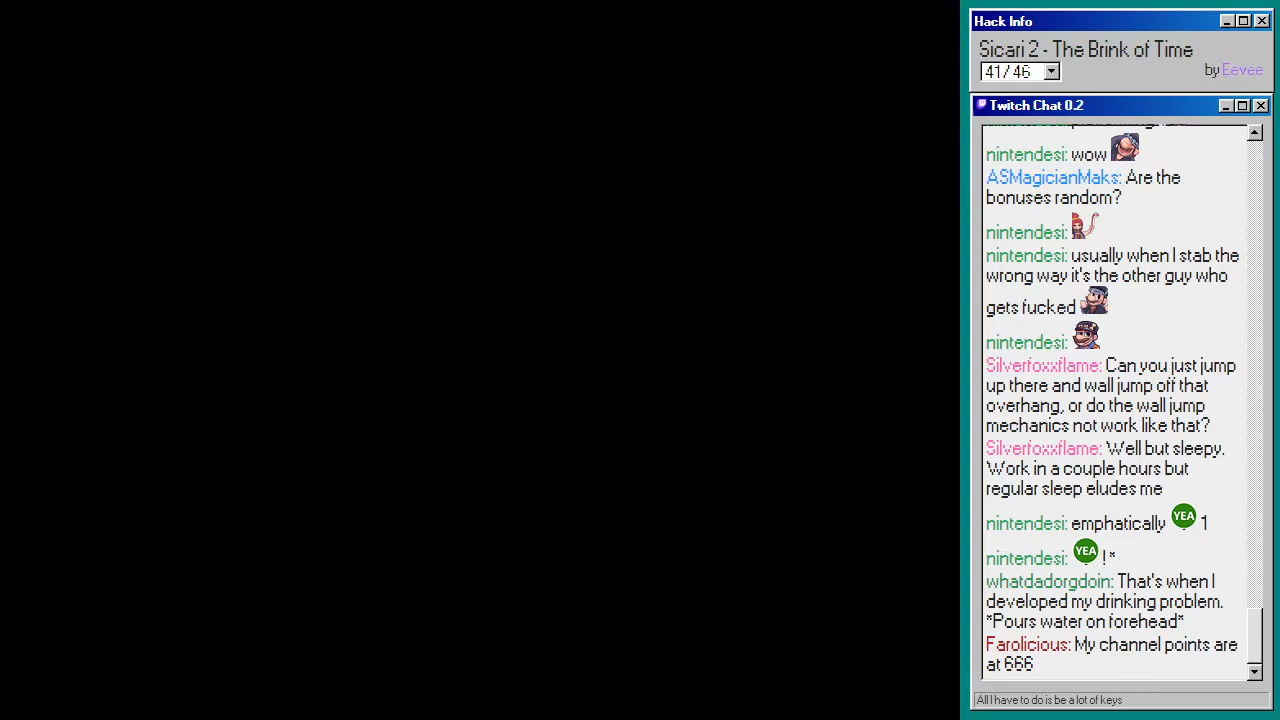 Hack Info
Sicari 2 - The Brink of Time
41/46
by Eevee
Twitch Chat 0.2
nintendesi: wow
ASMagicianMaks: Are the
bonuses random?
nintendesi:
nintendesi: usually when I stab the
wrong way it's the other guy who
gets fucked
nintendesi:
Silverfoxxflame: Can you just jump
up there and wall jump off that
overhang, or do the wall jump
mechanics not work like that?
Silverfoxxflame: Well but sleepy.
Work in a couple hours but
regular sleep eludes me
nintendesi: emphatically YEA 1
nintendesi: YEA !*
whatdadorgdoin: That's when I
developed my drinking problem.
*Pours water on forehead*
Farolicious: My channel points are
at 666
All I have to do is be a lot of keys